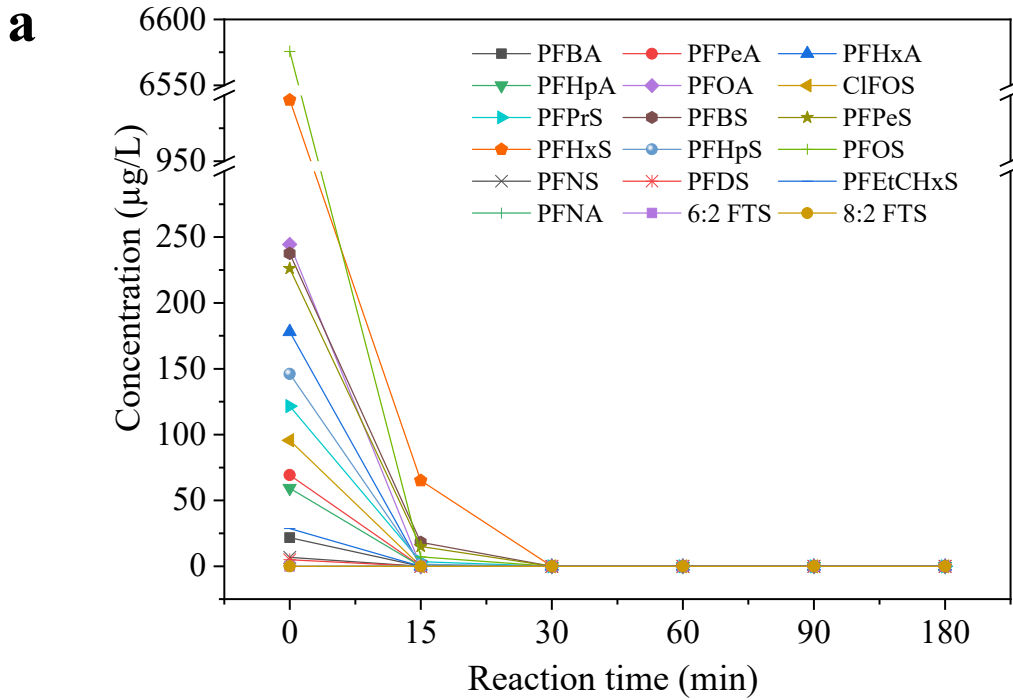 a
Concentration (µg/L)
6600
6550
950
250
200
150
100
50
0
PFBA PFPeA PFHxA
PFHpA PFOA ClFOS
PFPrS PFBS PFPeS
PFHxS PFHpS PFOS
PFNS PFDS PFEtCHxS
PFNA 6:2 FTS 8:2 FTS
0 15 30 60 90 180
Reaction time (min)